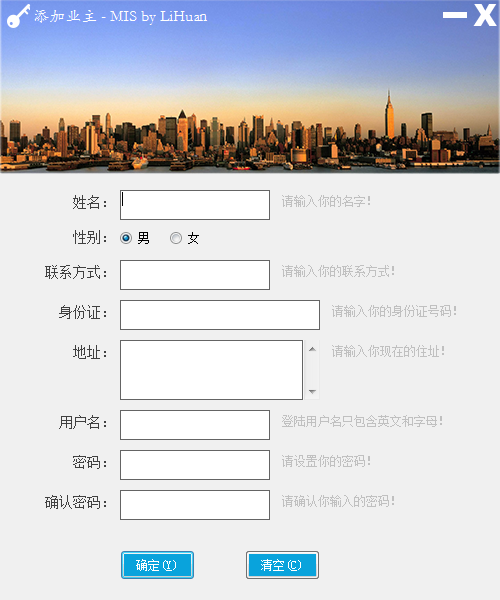 添加业主 - MIS by LiHuan
姓名： 请输入你的名字！
性别： 男 女
联系方式： 请输入你的联系方式！
身份证： 请输入你的身份证号码！
地址： 请输入你现在的住址！
用户名： 登陆用户名只包含英文和字母！
密码： 请设置你的密码！
确认密码： 请确认你输入的密码！
确定(Y) 清空(C)